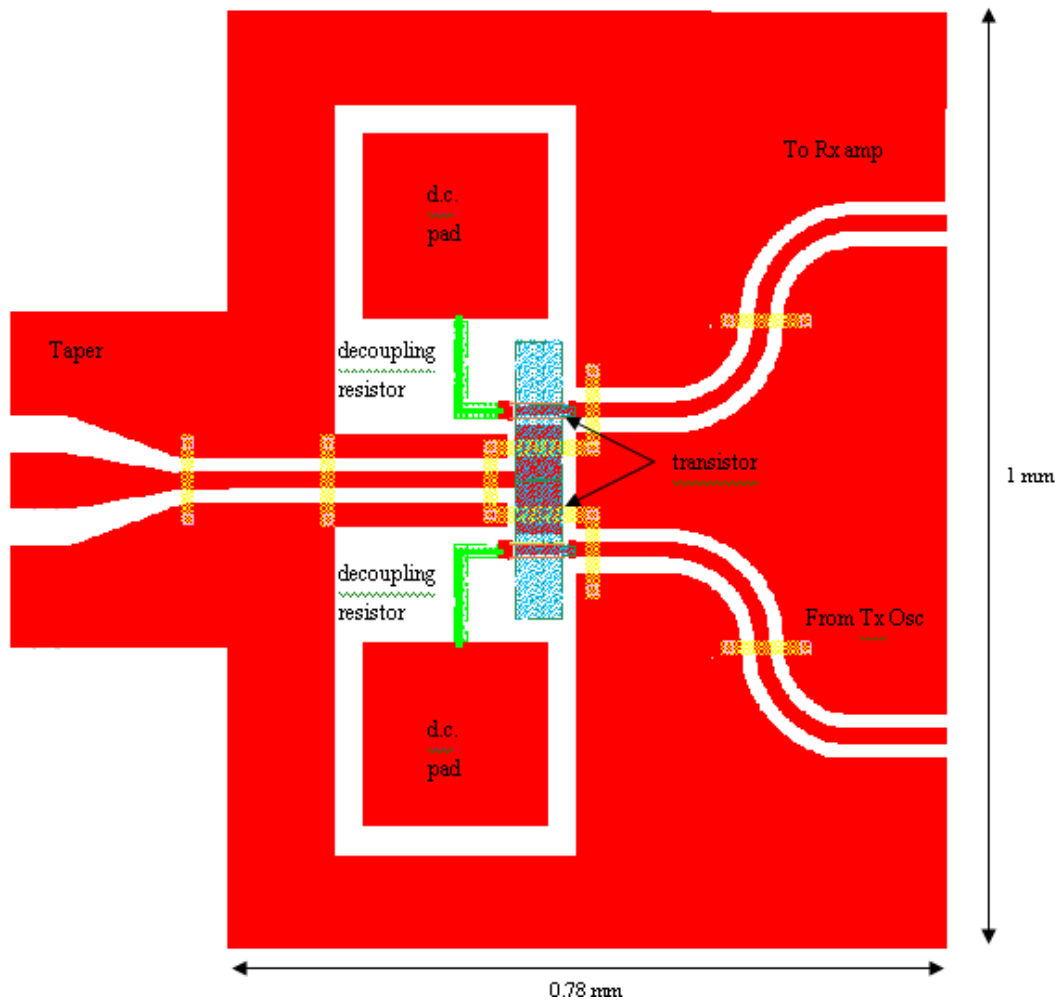 To Rx amp
d.c.
pad
Taper
decoupling
resistor
transistor
1 mm
decoupling
resistor
From Tx Osc
d.c.
pad
0.78 mm